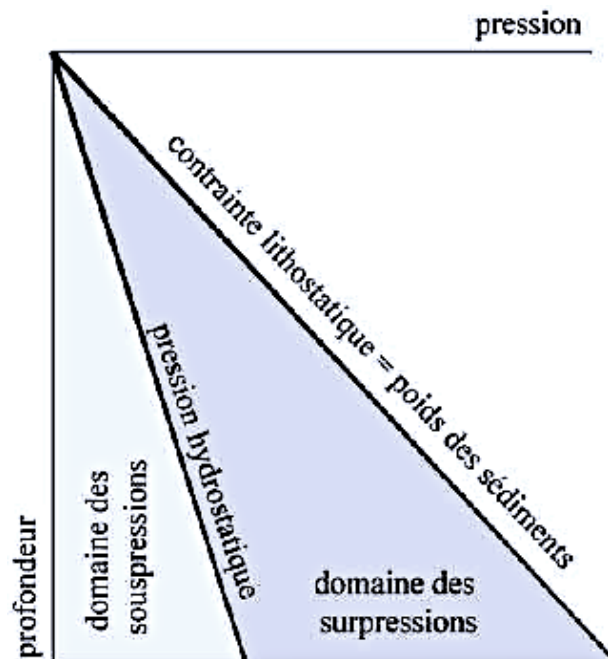 pression
contrainte lithostatique = poids des sédiments
pression hydrostatique
profondeur
domaine des
souspressions
domaine des
surpressions